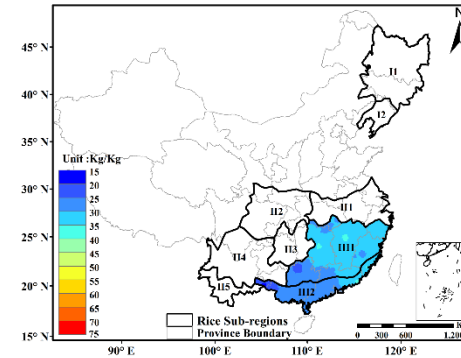 N
45° N
40° N
35° N
30° N
25° N
20° N
15° N
I1
I2
Unit :Kg/Kg
15
20
25
30
35
40
45
50
55
60
65
70
75
II2
II1
II3
II4
II5
III1
III2
Rice Sub-regions
Province Boundary
0 300 600 1,200
90° E
100° E
110° E
120° E